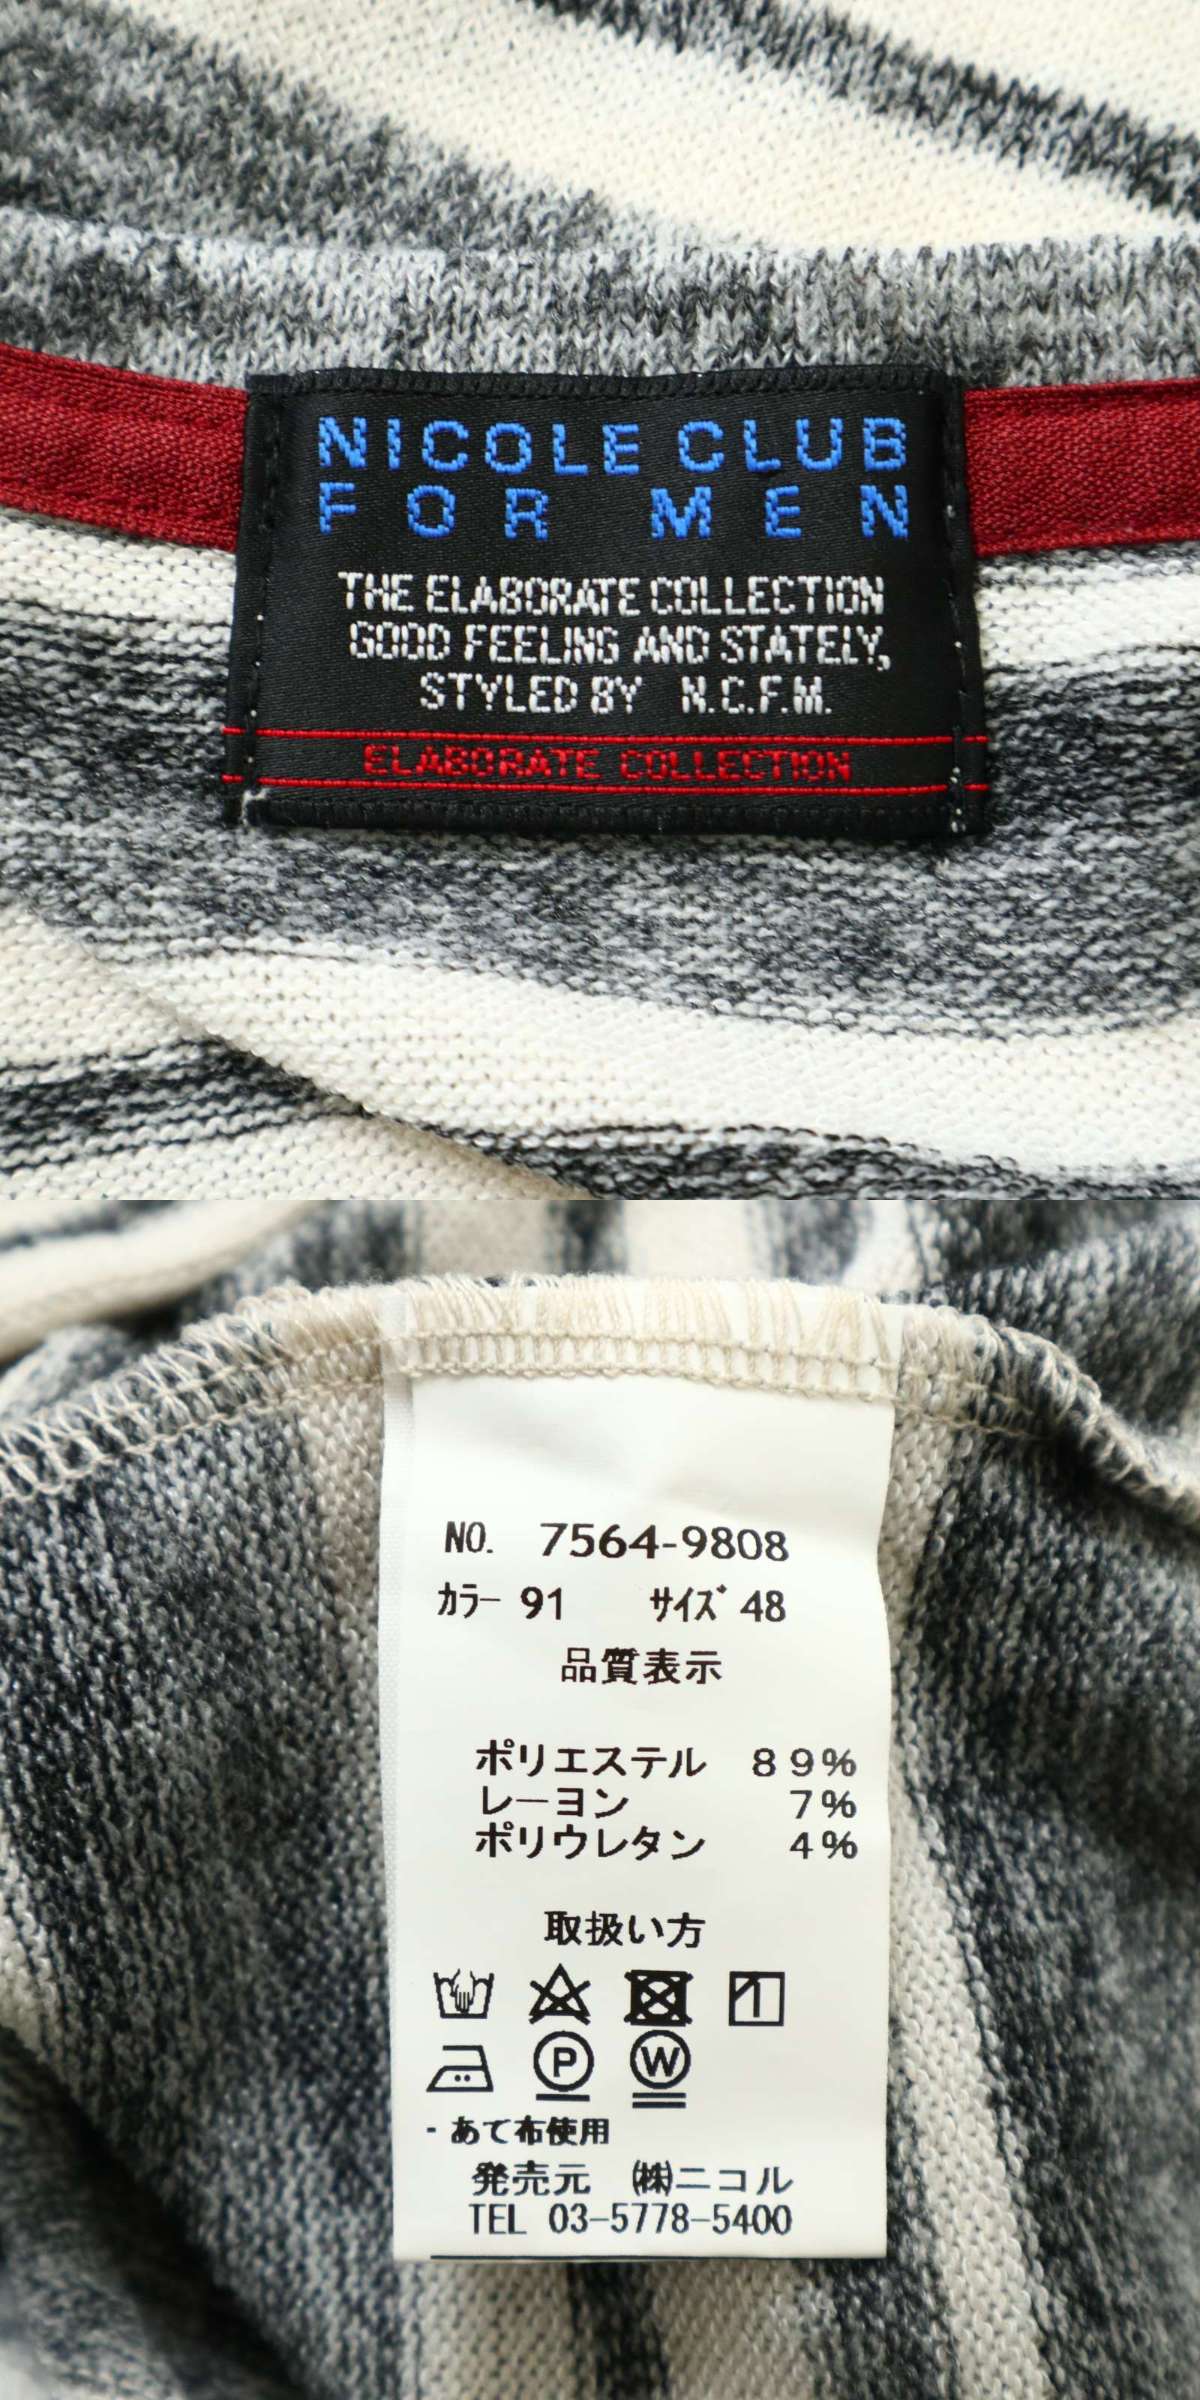 NICOLE CLUB
FOR MEN
THE ELABORATE COLLECTION
GOOD FEELING AND STATELY,
STYLED BY N.C.F.M.
ELABORATE COLLECTION
NO. 7564-9808
ｶﾗｰ 91 ｻｲｽﾞ 48
品質表示
ポリエステル 89%
レーヨン 7%
ポリウレタン 4%
取扱い方
P W
・あて布使用
発売元 ㈱ニコル
TEL 03-5778-5400